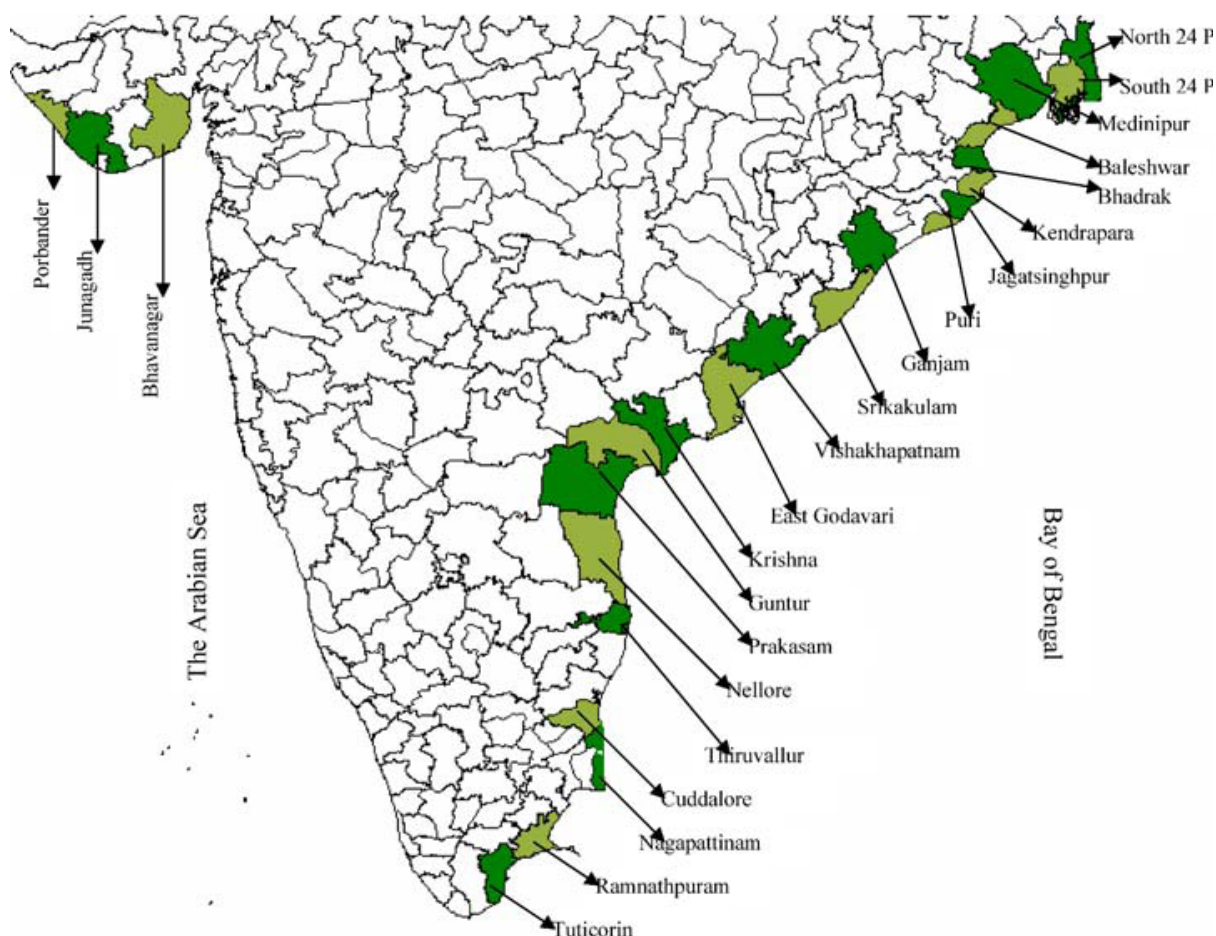 North 24 P
South 24 P
Medinipur
Baleshwar
Bhadrak
Kendrapara
Jagatsinghpur
Puri
Ganjam
Srikakulam
Vishakhapatnam
East Godavari
Krishna
Guntur
Prakasam
Nellore
Thiruvallur
Cuddalore
Nagapattinam
Ramnathpuram
Tuticorin
Porbander
Junagadh
Bhavanagar
The Arabian Sea
Bay of Bengal